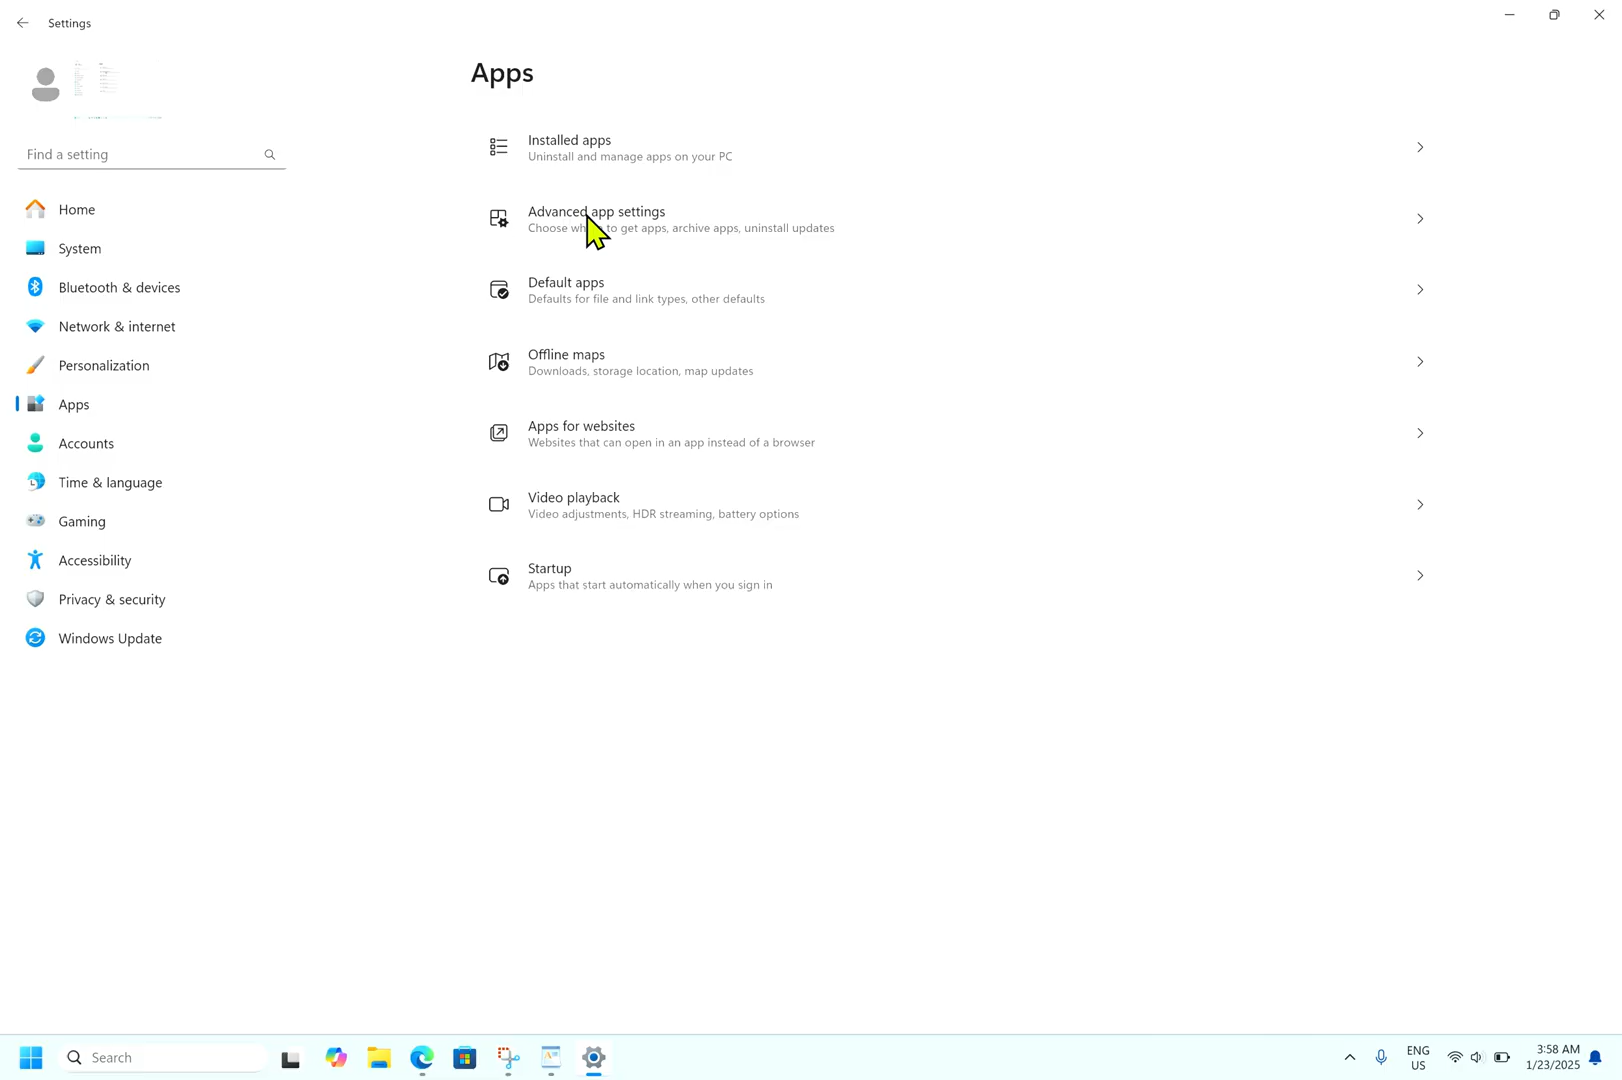 Settings
Apps
Find a setting
Home
System
Bluetooth & devices
Network & internet
Personalization
Apps
Accounts
Time & language
Gaming
Accessibility
Privacy & security
Windows Update
Installed apps
Uninstall and manage apps on your PC
Advanced app settings
Choose to get apps, archive apps, uninstall updates
Default apps
Defaults for file and link types, other defaults
Offline maps
Downloads, storage location, map updates
Apps for websites
Websites that can open in an app instead of a browser
Video playback
Video adjustments, HDR streaming, battery options
Startup
Apps that start automatically when you sign in
Search
ENG
US
3:58 AM
1/23/2025